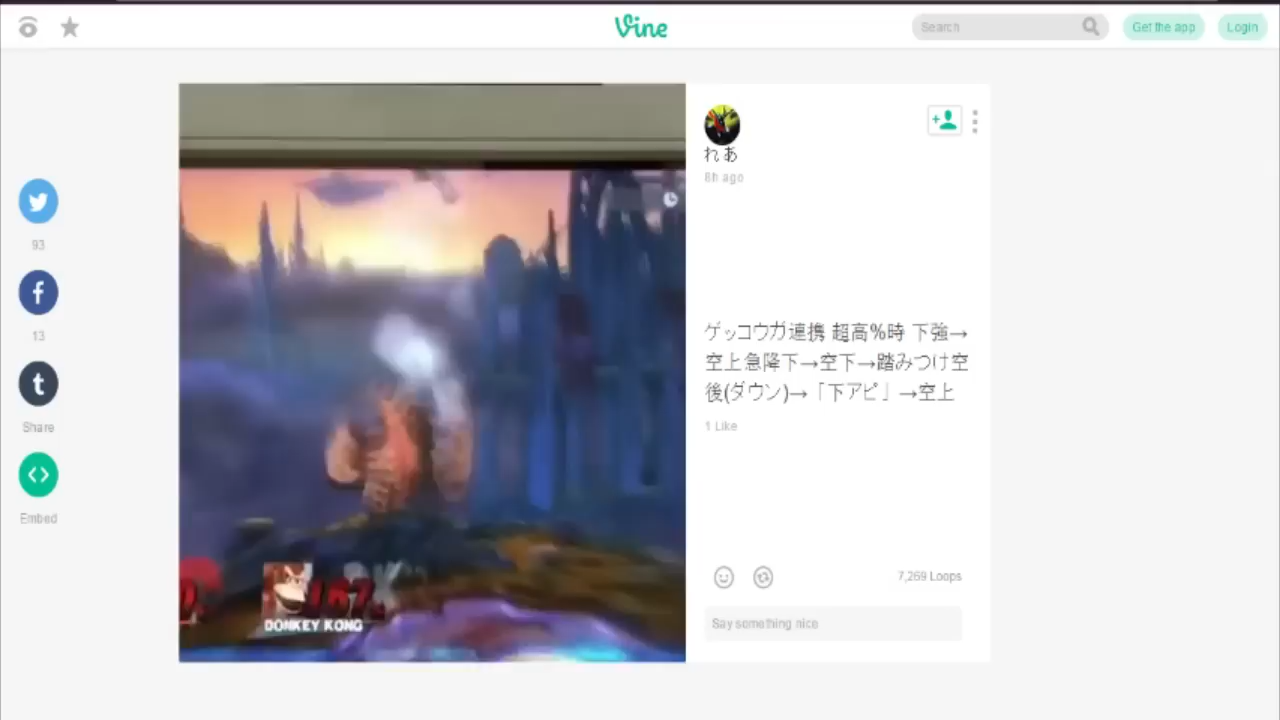 Vine
Search
Get the app
Login
れあ
8h ago
93
13
Share
Embed
ゲッコウガ連携 超高%時 下強→
空上急降下→空下→踏みつけ空
後(ダウン)→「下アピ」→空上
1 Like
7,269 Loops
Say something nice
DONKEY KONG